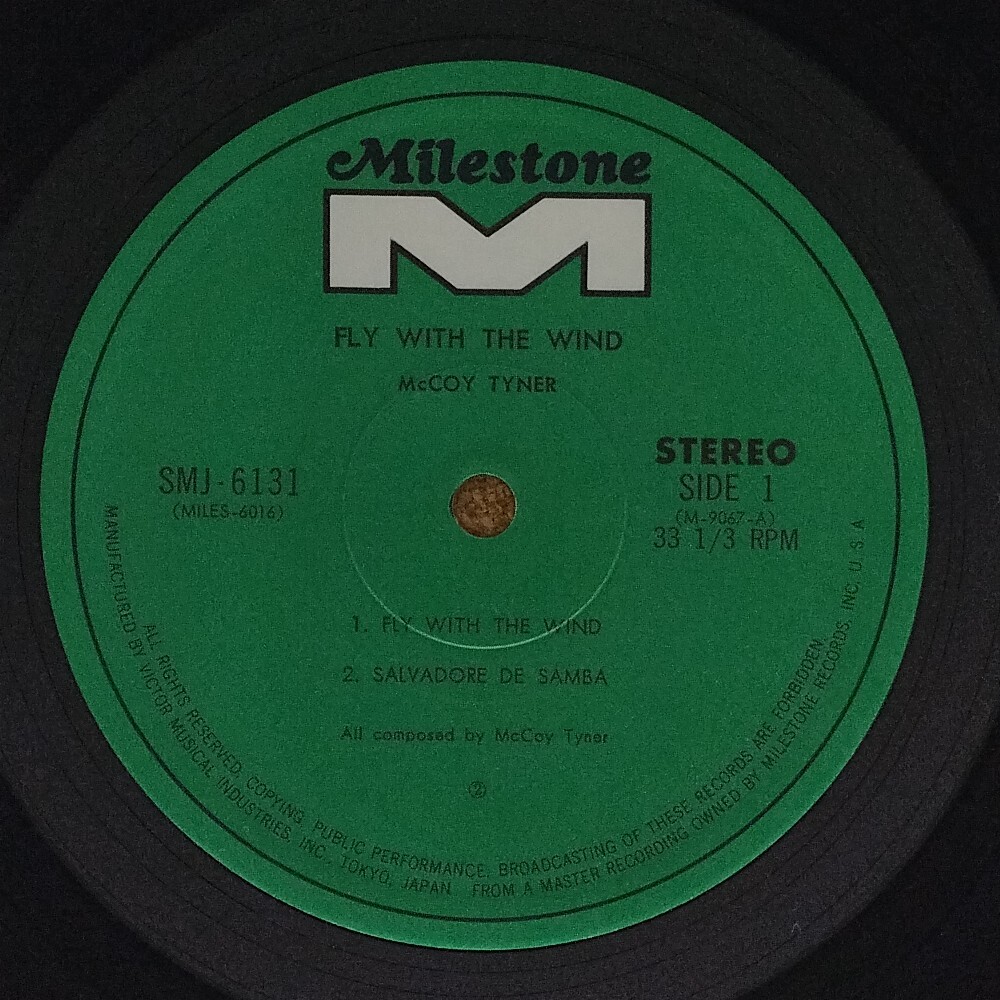 Milestone
FLY WITH THE WIND
McCOY TYNER
SMJ-6131
(MILES-6016)
STEREO
SIDE 1
(M-9067-A)
33 1/3 RPM
1. FLY WITH THE WIND
2. SALVADORE DE SAMBA
All composed by McCoy Tyner
②
ALL RIGHTS RESERVED. COPYING, PUBLIC PERFORMANCE, BROADCASTING OF THESE RECORDS ARE FORBIDDEN.
MANUFACTURED BY VICTOR MUSICAL INDUSTRIES, INC., TOKYO, JAPAN FROM A MASTER RECORDING OWNED BY MILESTONE RECORDS, INC. U.S.A